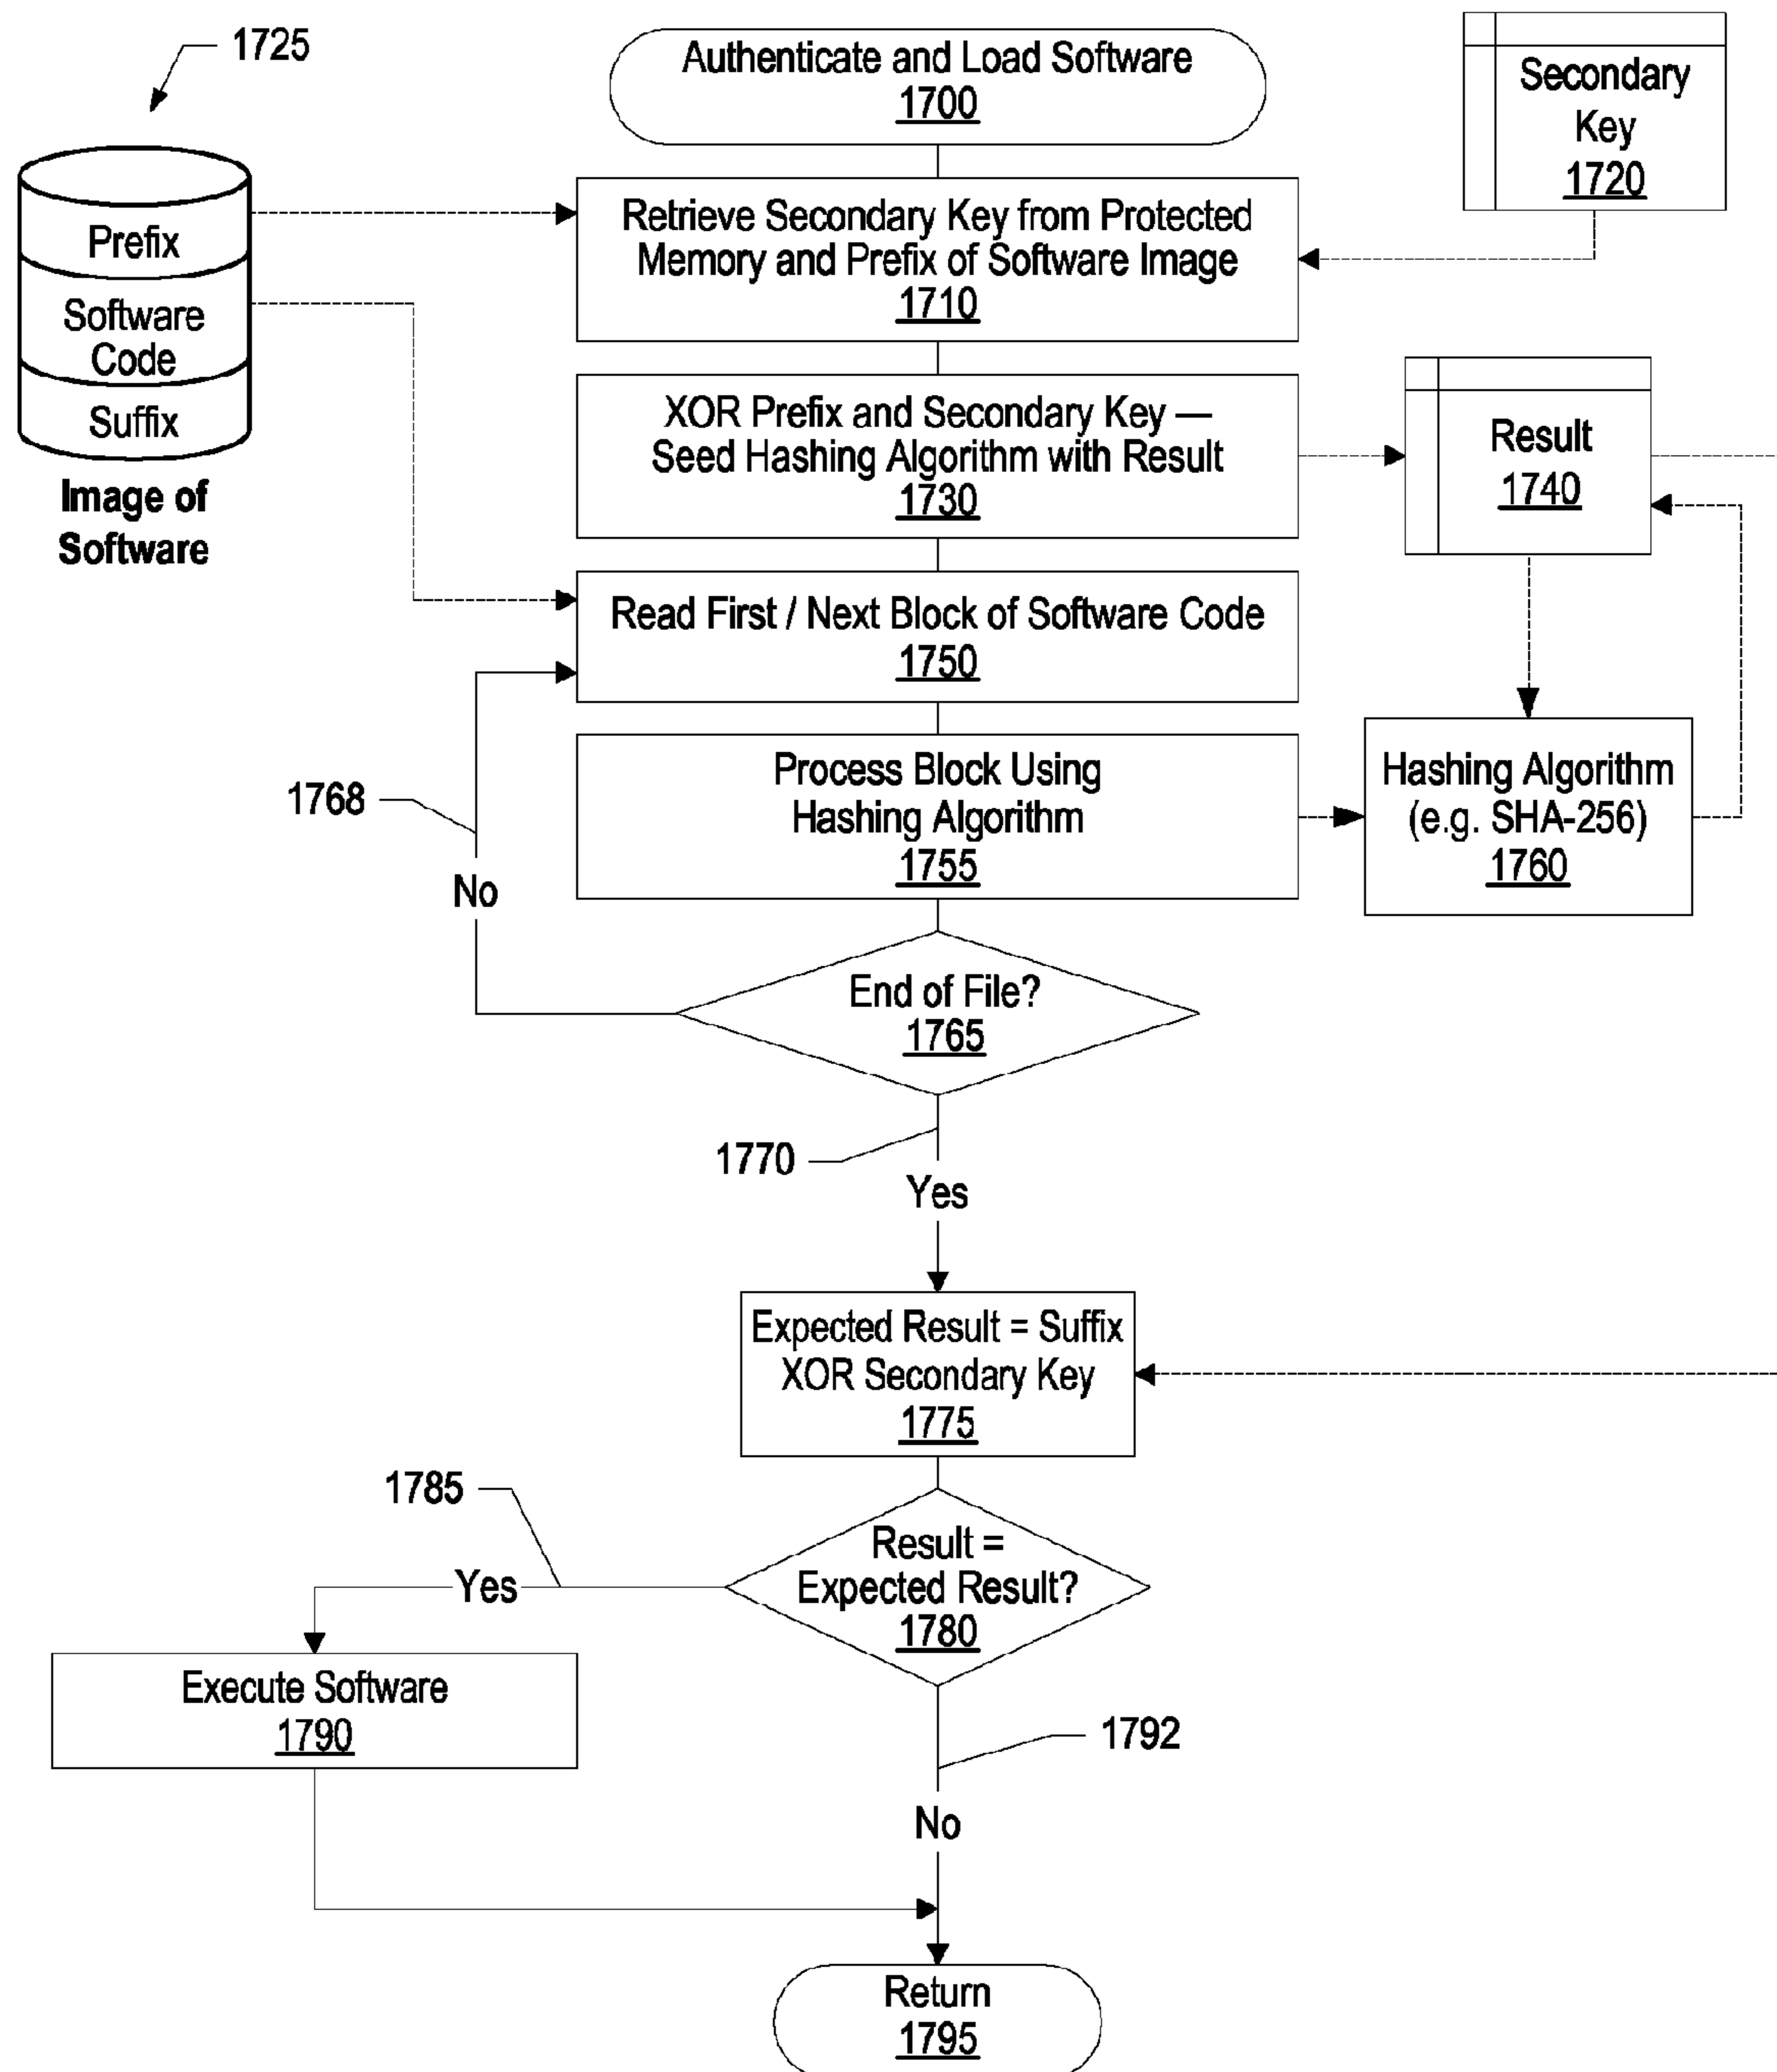 1725
Authenticate and Load Software
1700
Secondary
Key
1720
Prefix
Software
Code
Suffix
Image of
Software
Retrieve Secondary Key from Protected
Memory and Prefix of Software Image
1710
XOR Prefix and Secondary Key —
Seed Hashing Algorithm with Result
1730
Result
1740
Read First / Next Block of Software Code
1750
Process Block Using
Hashing Algorithm
1755
Hashing Algorithm
(e.g. SHA-256)
1760
1768
No
End of File?
1765
1770
Yes
Expected Result = Suffix
XOR Secondary Key
1775
1785
Result =
Expected Result?
1780
Yes
Execute Software
1790
1792
No
Return
1795